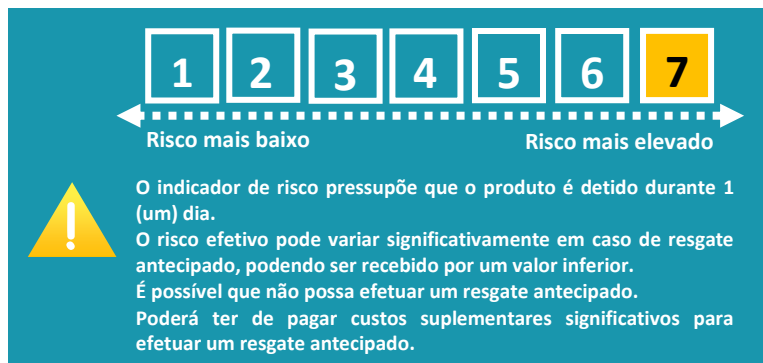 1 2 3 4 5 6 7
Risco mais baixo Risco mais elevado
O indicador de risco pressupõe que o produto é detido durante 1
(um) dia.
O risco efetivo pode variar significativamente em caso de resgate
antecipado, podendo ser recebido por um valor inferior.
É possível que não possa efetuar um resgate antecipado.
Poderá ter de pagar custos suplementares significativos para
efetuar um resgate antecipado.